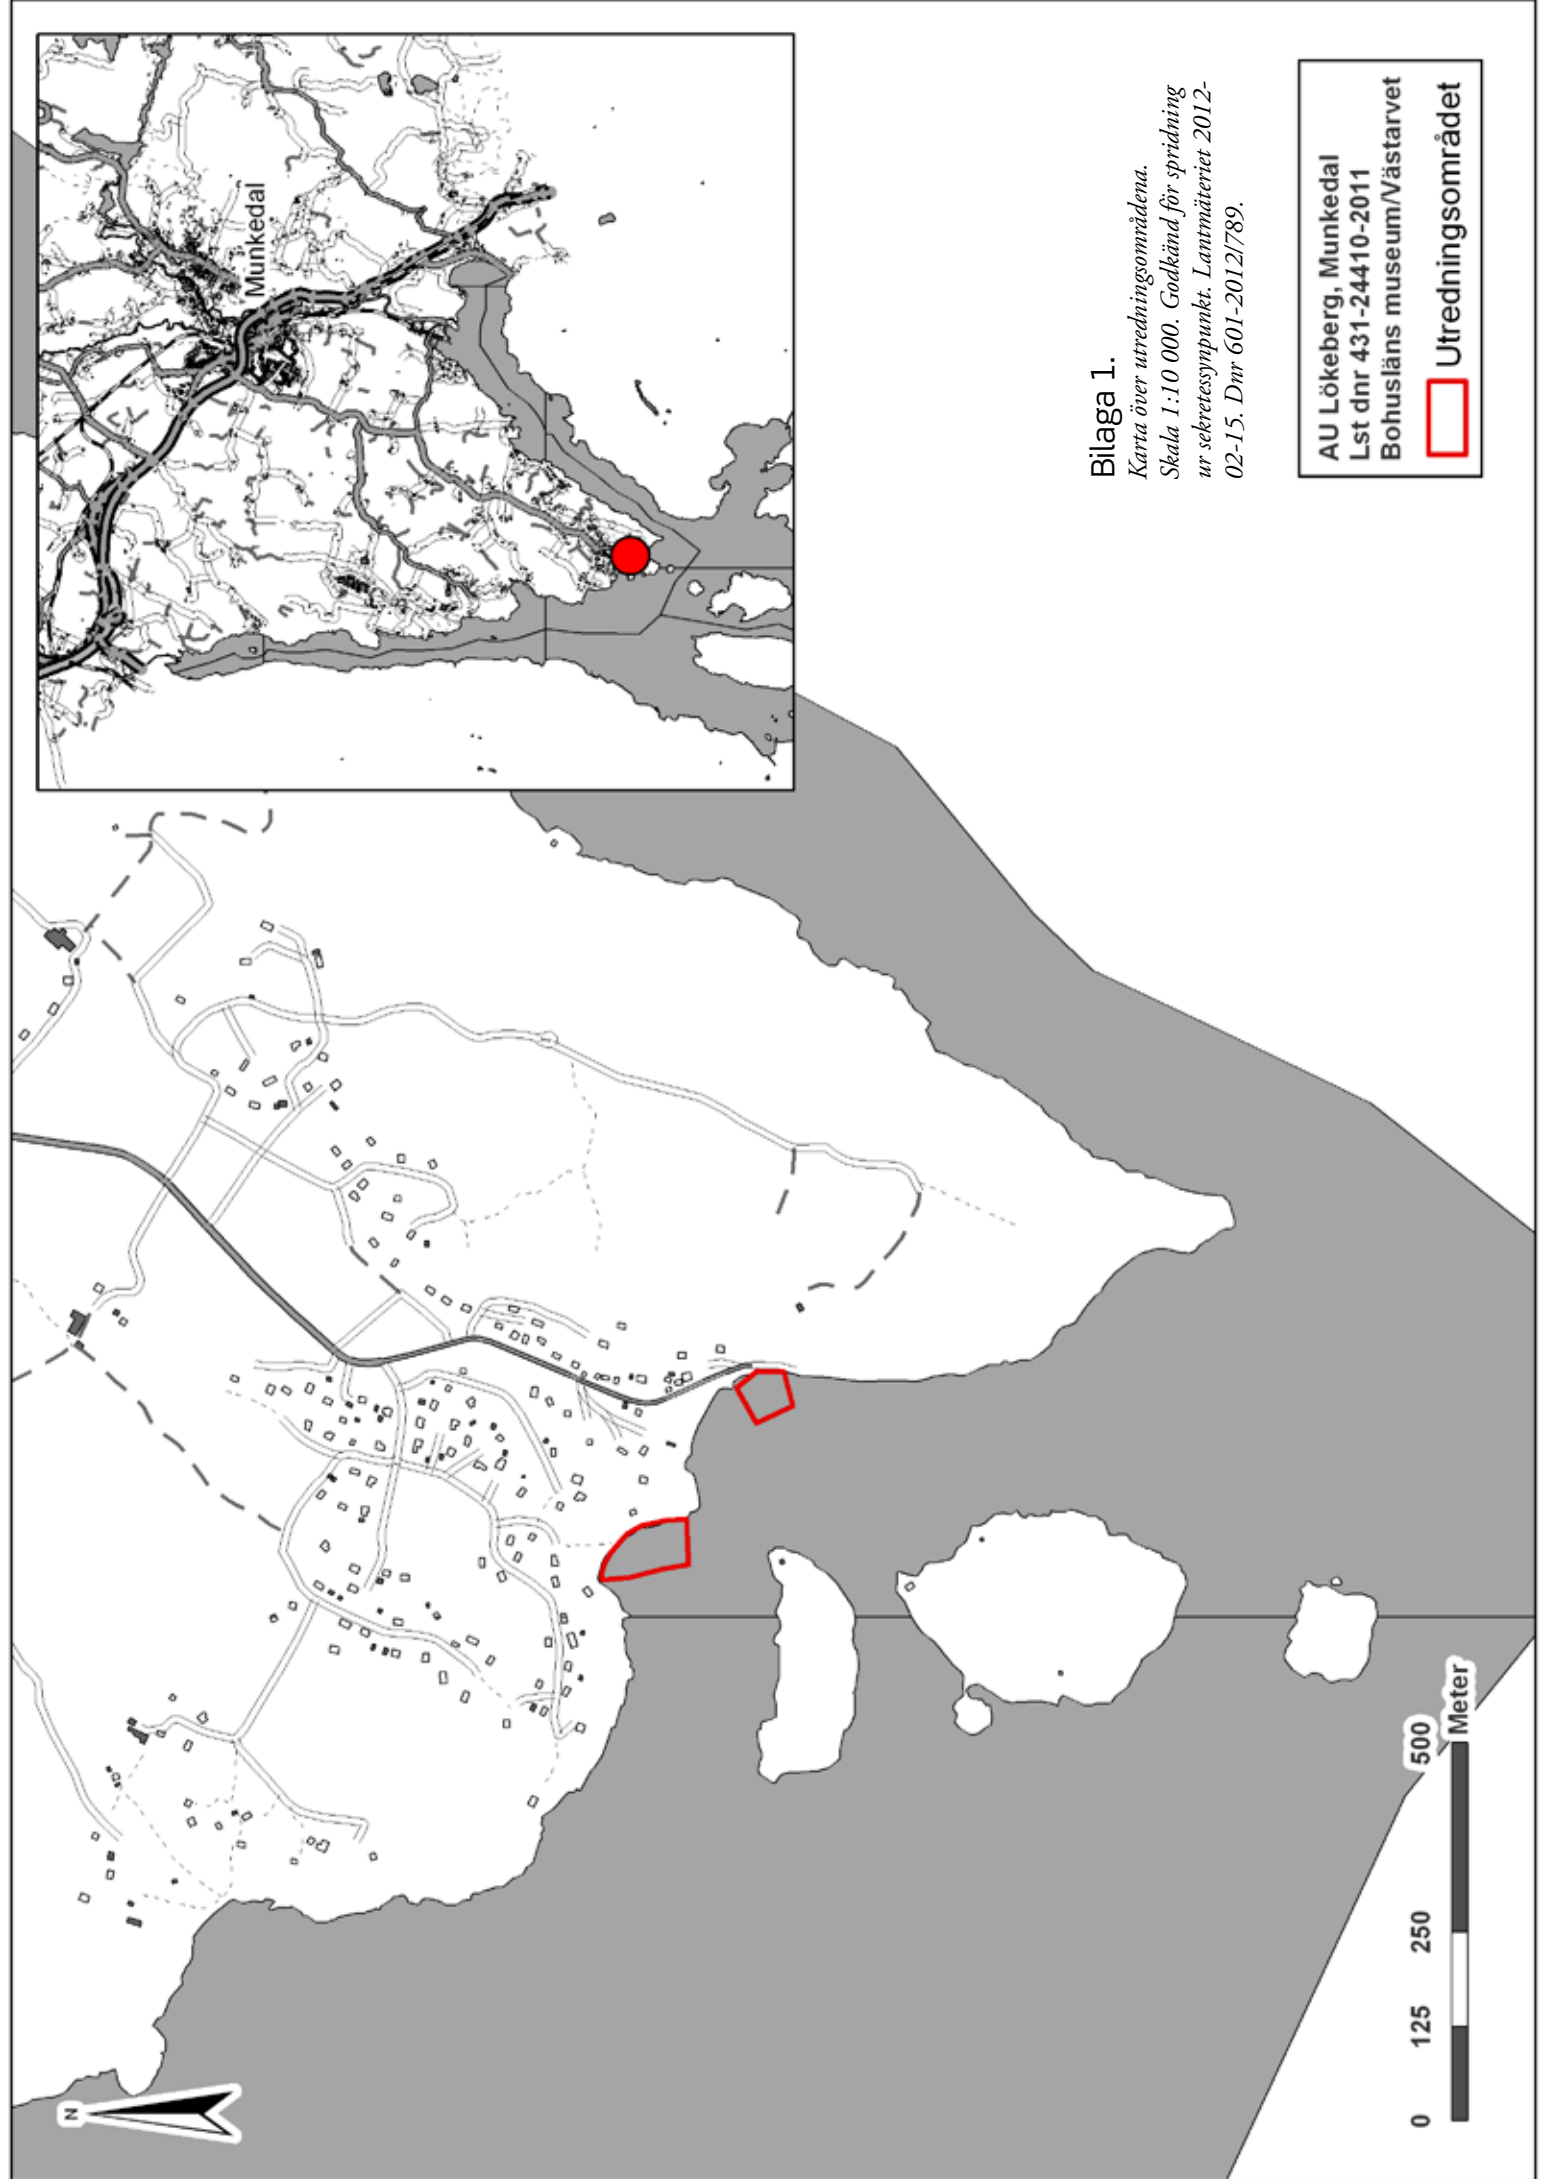 Munkedal
Bilaga 1.
Karta över utredningsområdena.
Skala 1:10 000. Godkänd för spridning
ur sekretessynpunkt. Lantmäteriet 2012-
02-15. Dnr 601-2012/789.
AU Lökeberg, Munkedal
Lst dnr 431-24410-2011
Bohusläns museum/Västarvet
Utredningsområdet
N
0 125 250 500
Meter